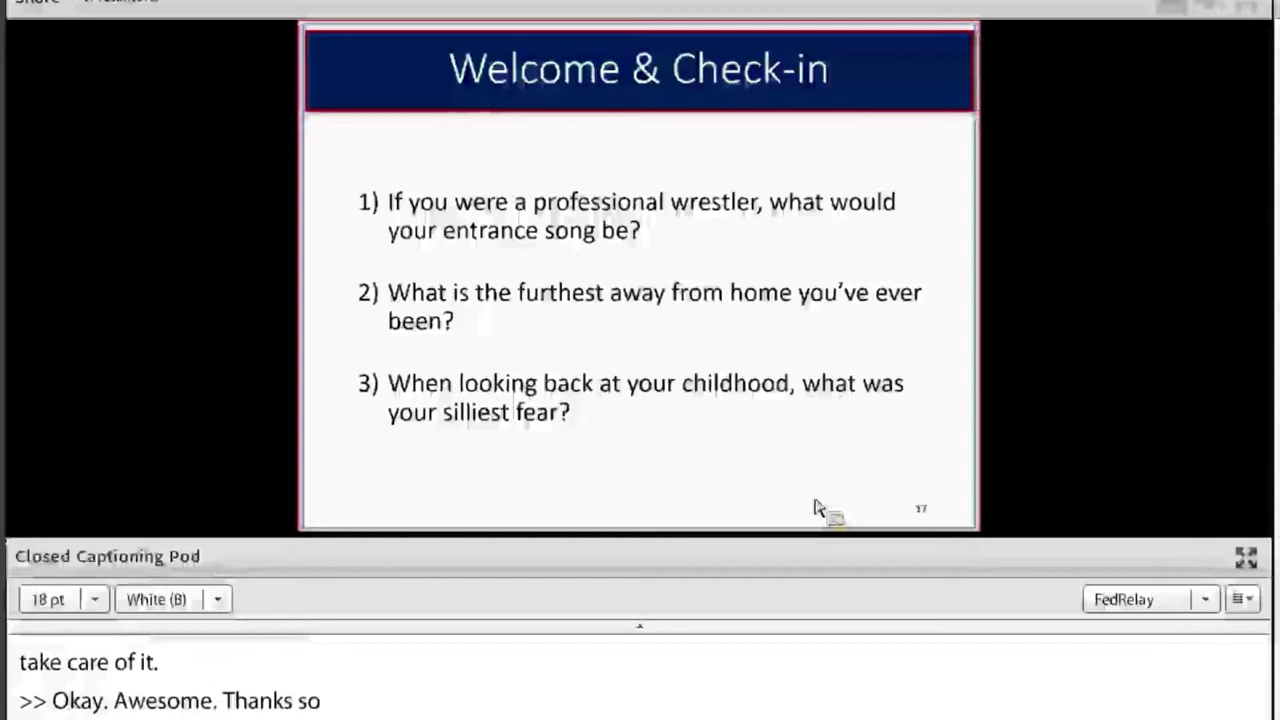 Welcome & Check-in
1) If you were a professional wrestler, what would
your entrance song be?
2) What is the furthest away from home you've ever
been?
3) When looking back at your childhood, what was
your silliest fear?
17
Closed Captioning Pod
18 pt
White (B)
FedRelay
take care of it.
>> Okay. Awesome. Thanks so